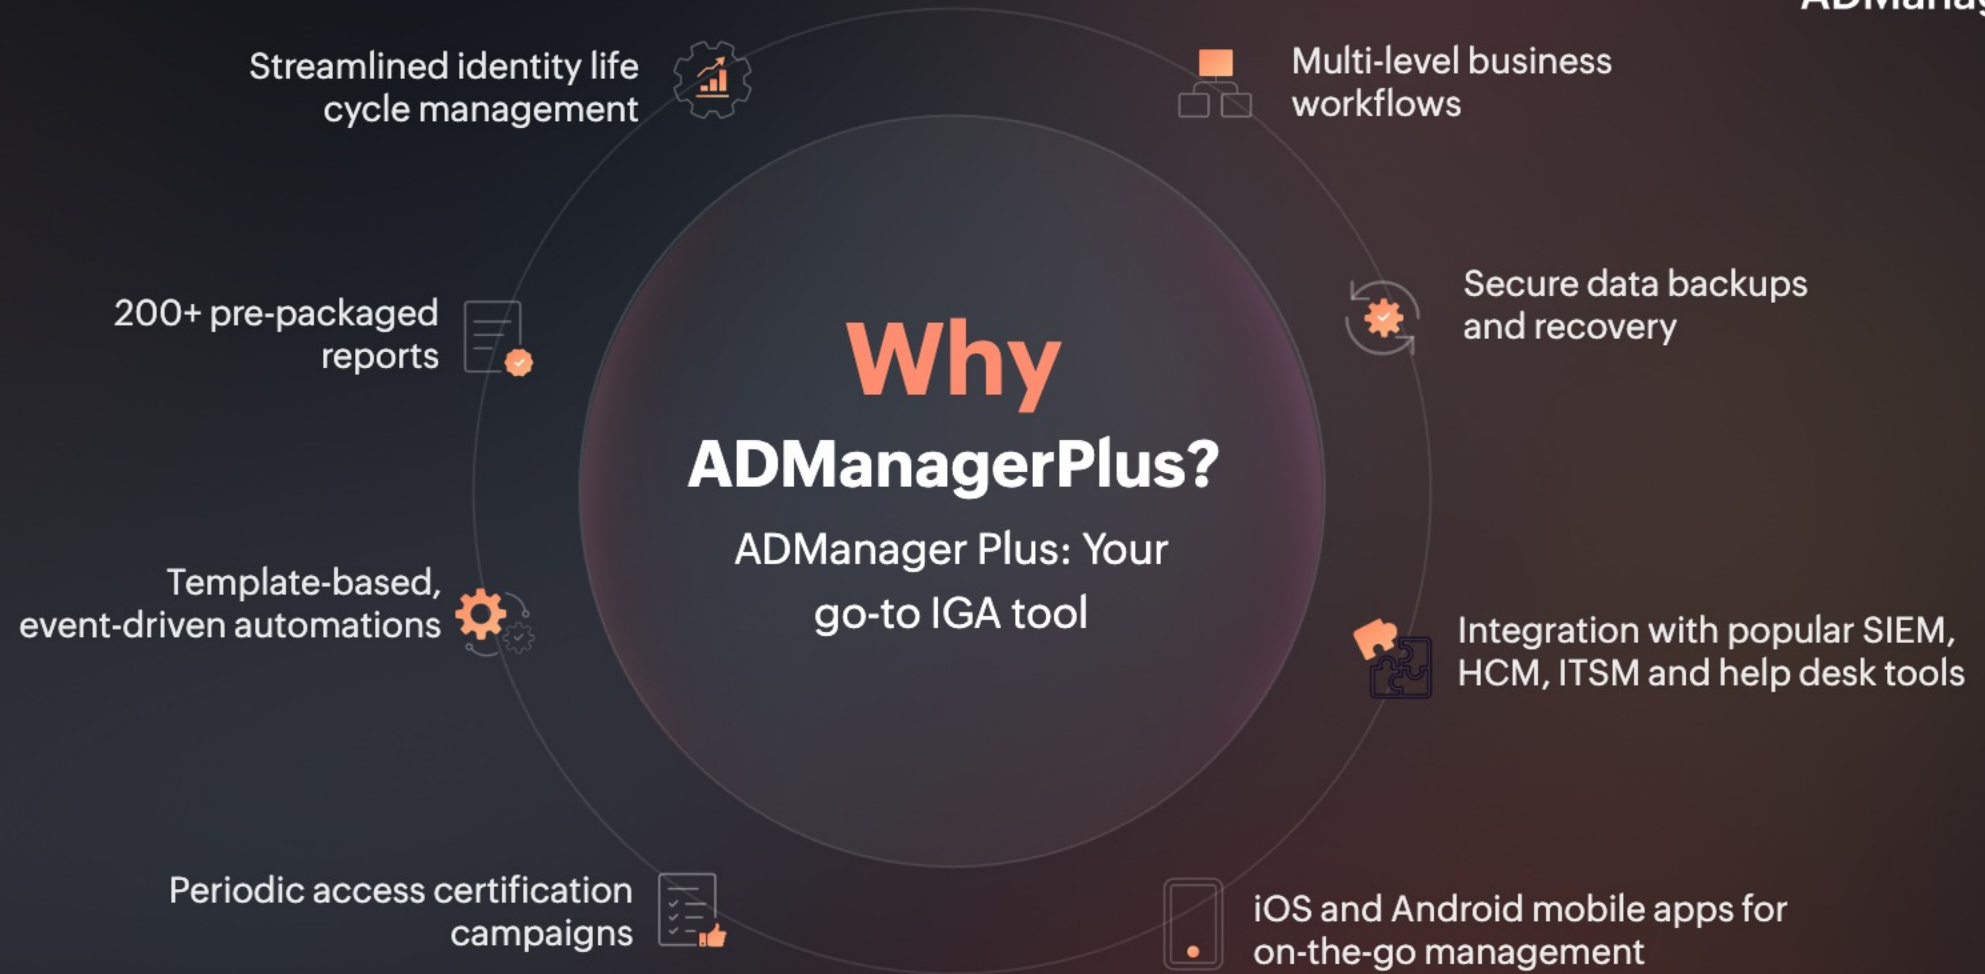 ADManag
Streamlined identity life
cycle management
Multi-level business
workflows
200+ pre-packaged
reports
Secure data backups
and recovery
Why
ADManagerPlus?
ADManager Plus: Your
go-to IGA tool
Template-based,
event-driven automations
Integration with popular SIEM,
HCM, ITSM and help desk tools
Periodic access certification
campaigns
iOS and Android mobile apps for
on-the-go management